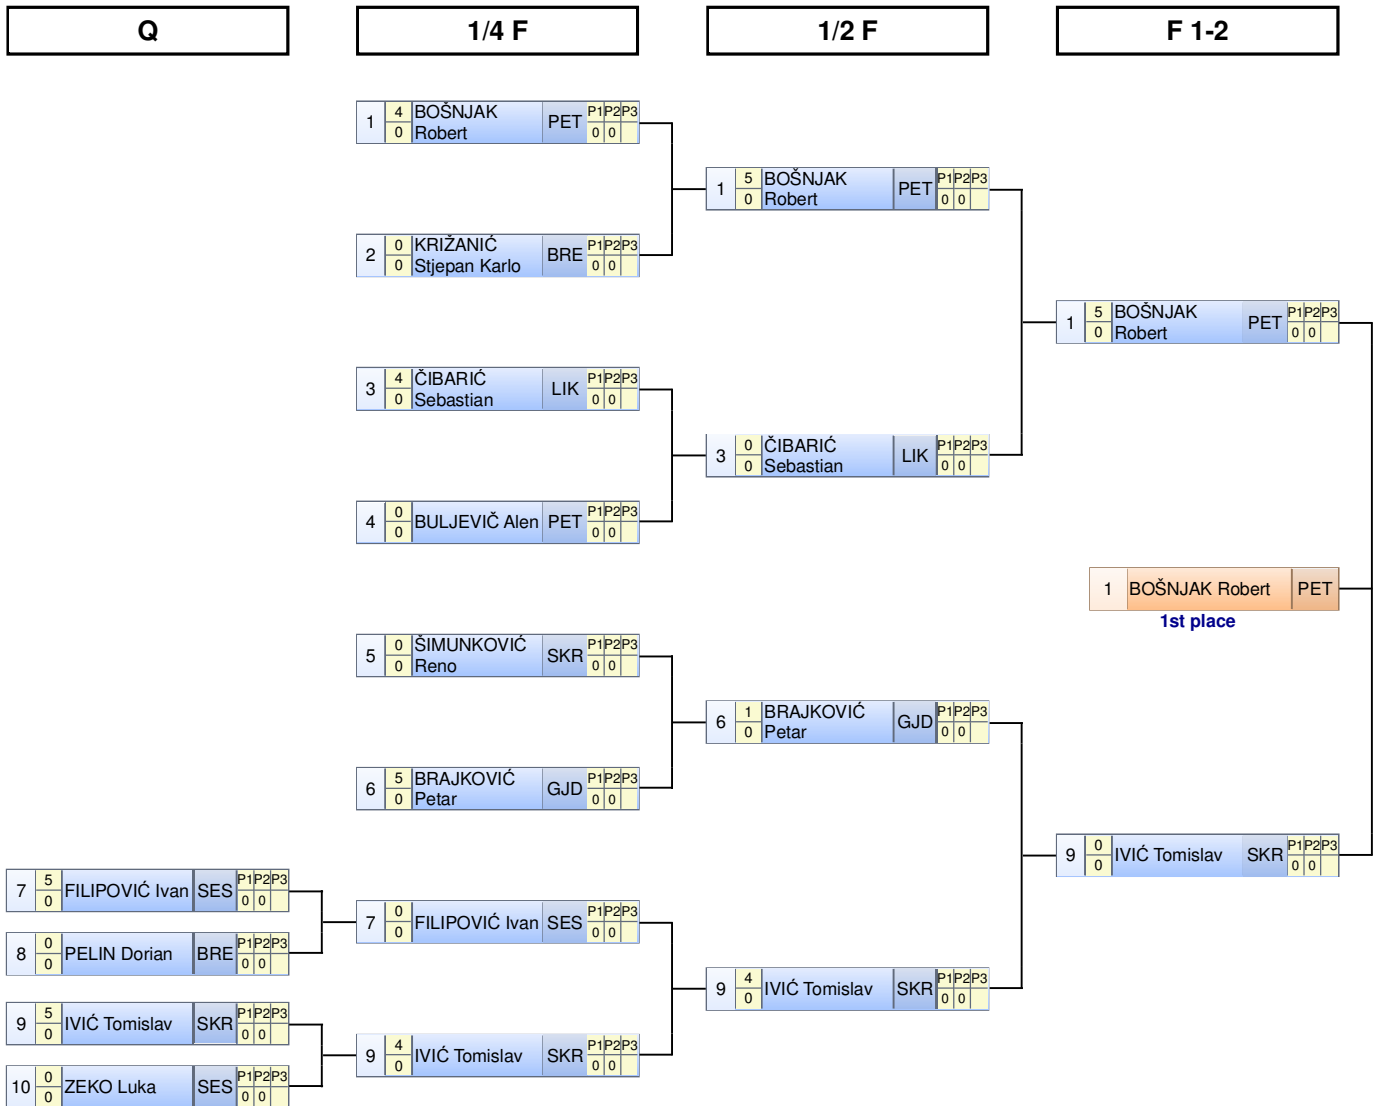 Q
1/4 F
1/2 F
F 1-2
1 4 BOŠNJAK PET P1 P2 P3
0 Robert 0 0
2 0 KRIŽANIĆ BRE P1 P2 P3
0 Stjepan Karlo 0 0
3 4 ČIBARIĆ LIK P1 P2 P3
0 Sebastian 0 0
4 0 BULJEVIČ Alen PET P1 P2 P3
0 0 0
5 0 ŠIMUNKOVIĆ SKR P1 P2 P3
0 Reno 0 0
6 5 BRAJKOVIĆ GJD P1 P2 P3
0 Petar 0 0
7 5 FILIPOVIĆ Ivan SES P1 P2 P3
0 0 0
8 0 PELIN Dorian BRE P1 P2 P3
0 0 0
9 5 IVIĆ Tomislav SKR P1 P2 P3
0 0 0
10 0 ZEKO Luka SES P1 P2 P3
0 0 0
7 0 FILIPOVIĆ Ivan SES P1 P2 P3
0 0 0
9 4 IVIĆ Tomislav SKR P1 P2 P3
0 0 0
1 5 BOŠNJAK PET P1 P2 P3
0 Robert 0 0
3 0 ČIBARIĆ LIK P1 P2 P3
0 Sebastian 0 0
6 1 BRAJKOVIĆ GJD P1 P2 P3
0 Petar 0 0
9 4 IVIĆ Tomislav SKR P1 P2 P3
0 0 0
1 5 BOŠNJAK PET P1 P2 P3
0 Robert 0 0
1 BOŠNJAK Robert PET
1st place
9 0 IVIĆ Tomislav SKR P1 P2 P3
0 0 0